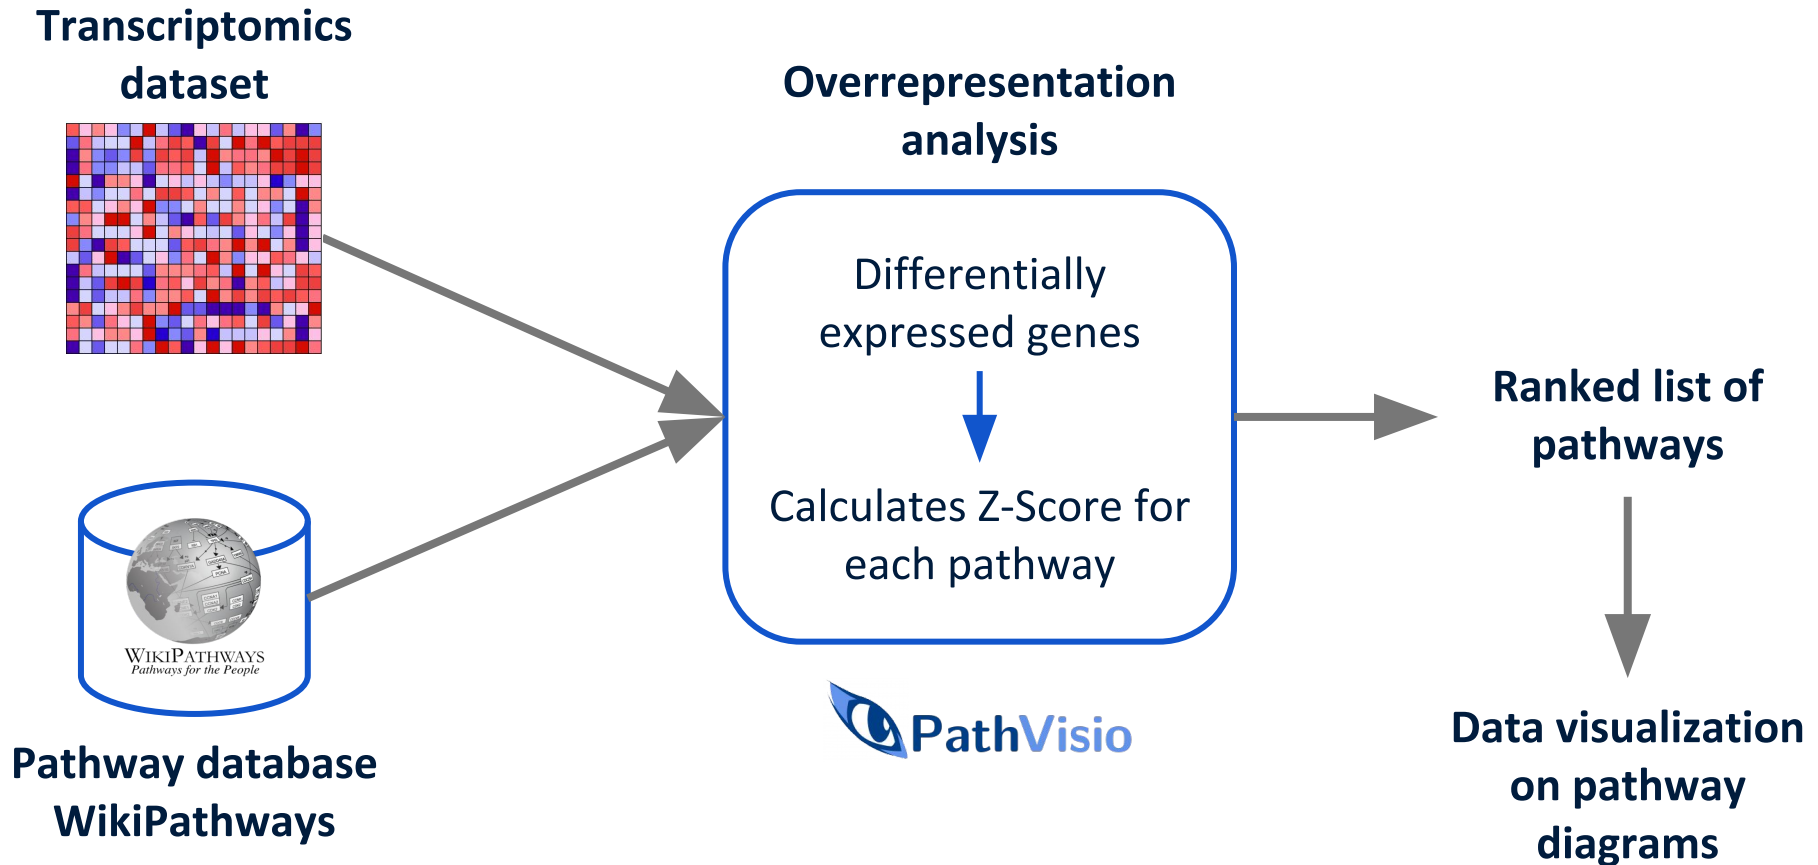 Transcriptomics
dataset
Overrepresentation
analysis
Differentially
expressed genes
Calculates Z-Score for
each pathway
Ranked list of
pathways
WIKIPATHWAYS
Pathways for the People
PathVisio
Pathway database
WikiPathways
Data visualization
on pathway
diagrams